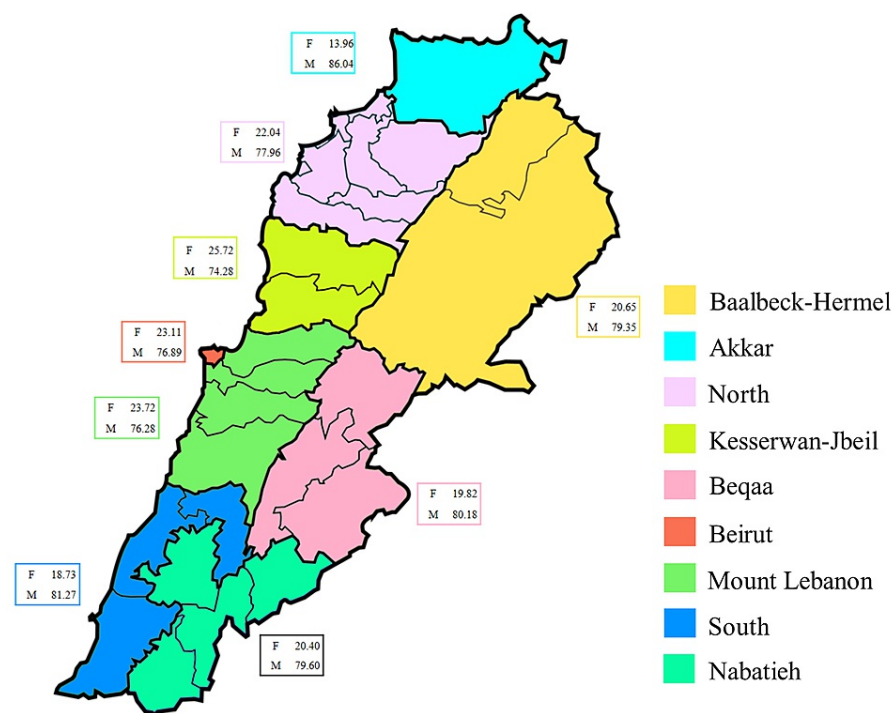 F 13.96
M 86.04
F 22.04
M 77.96
F 25.72
M 74.28
F 20.65
M 79.35
F 23.11
M 76.89
F 23.72
M 76.28
F 19.82
M 80.18
F 18.73
M 81.27
F 20.40
M 79.60
Baalbeck-Hermel
Akkar
North
Kesserwan-Jbeil
Beqaa
Beirut
Mount Lebanon
South
Nabatieh